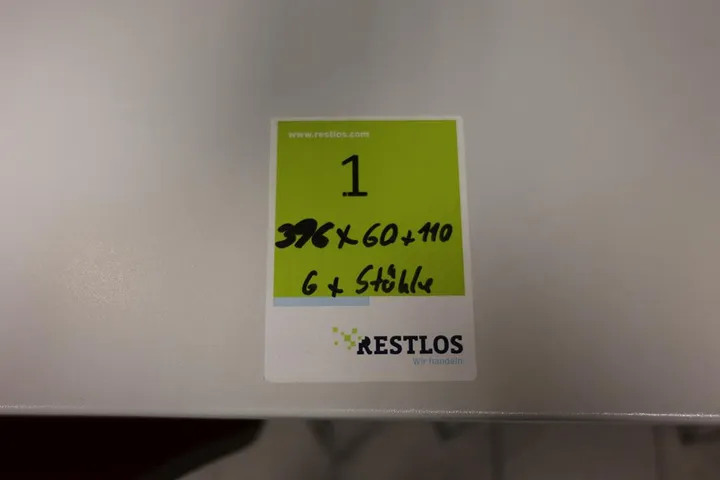 www.restlos.com
1
396 x 60 + 110
6 x Stühle
RESTLOS
Wir handeln.